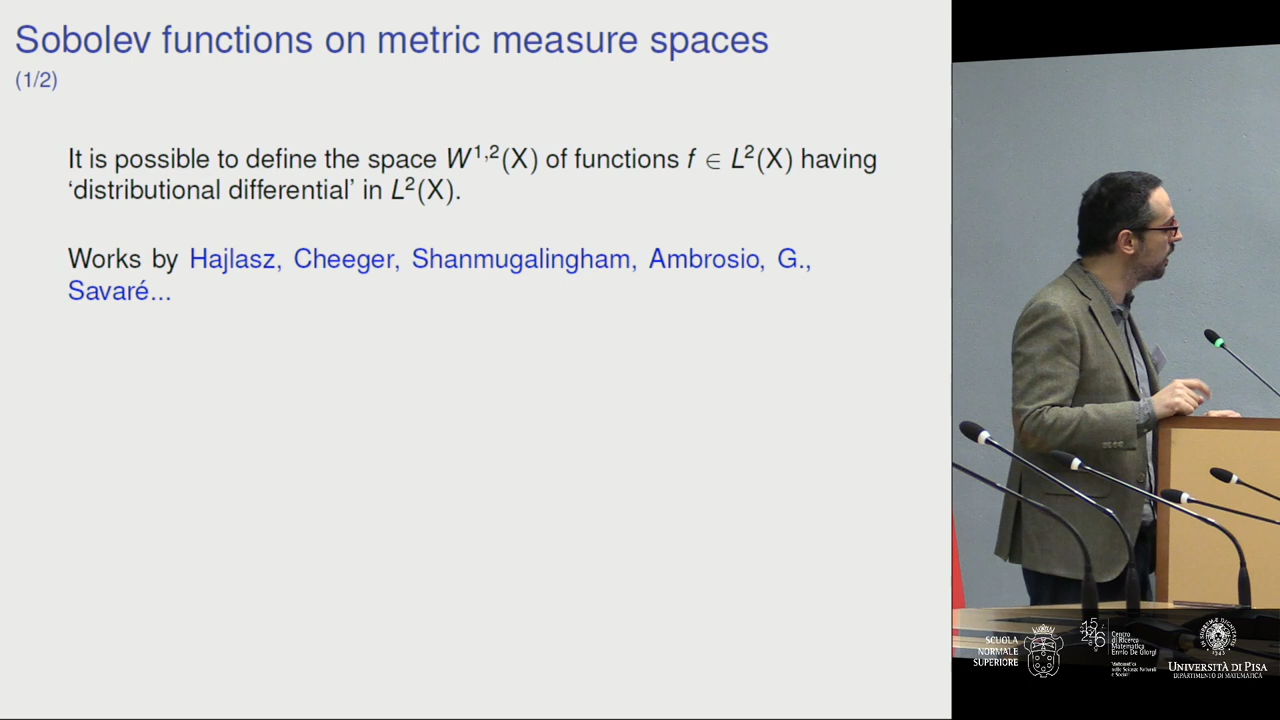 Sobolev functions on metric measure spaces
(1/2)
It is possible to define the space W^{1,2}(X) of functions f ∈ L²(X) having
‘distributional differential’ in L²(X).
Works by Hajlasz, Cheeger, Shanmugalingham, Ambrosio, G.,
Savaré...
SCUOLA
NORMALE
SUPERIORE
Centro
di Ricerca
Matematica
Ennio De Giorgi
UNIVERSITÀ DI PISA
DIPARTIMENTO DI MATEMATICA